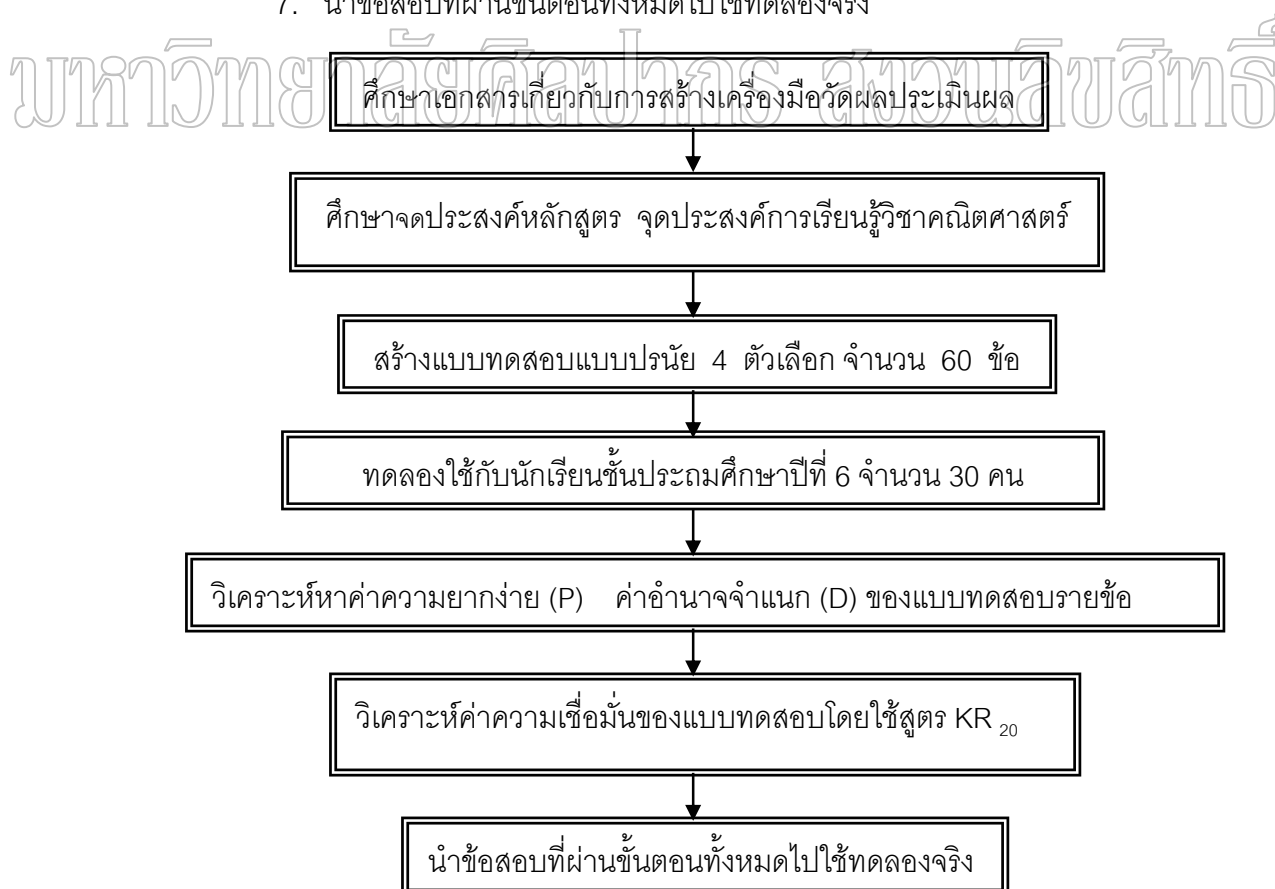 7. นำข้อสอบที่ผ่านขั้นตอนทั้งหมดไปใช้ทดลองจริง
มหาวิทยาลัยศิลปากร สงวนลิขสิทธิ์
ศึกษาเอกสารเกี่ยวกับการสร้างเครื่องมือวัดผลประเมินผล
ศึกษาจดประสงค์หลักสูตร จุดประสงค์การเรียนรู้วิชาคณิตศาสตร์
สร้างแบบทดสอบแบบปรนัย 4 ตัวเลือก จำนวน 60 ข้อ
ทดลองใช้กับนักเรียนชั้นประถมศึกษาปีที่ 6 จำนวน 30 คน
วิเคราะห์หาค่าความยากง่าย (P) ค่าอำนาจจำแนก (D) ของแบบทดสอบรายข้อ
วิเคราะห์ค่าความเชื่อมั่นของแบบทดสอบโดยใช้สูตร KR 20
นำข้อสอบที่ผ่านขั้นตอนทั้งหมดไปใช้ทดลองจริง